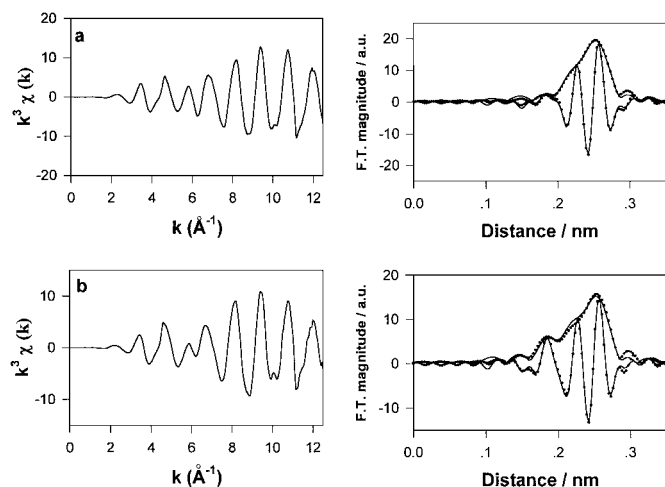 a
20
10
0
-10
-20
k³ χ (k)
0 2 4 6 8 10 12
k (Å⁻¹)
20
10
0
-10
-20
F.T. magnitude / a.u.
0.0 .1 .2 .3
Distance / nm
b
10
0
-10
k³ χ (k)
0 2 4 6 8 10 12
k (Å⁻¹)
20
10
0
-10
F.T. magnitude / a.u.
0.0 .1 .2 .3
Distance / nm